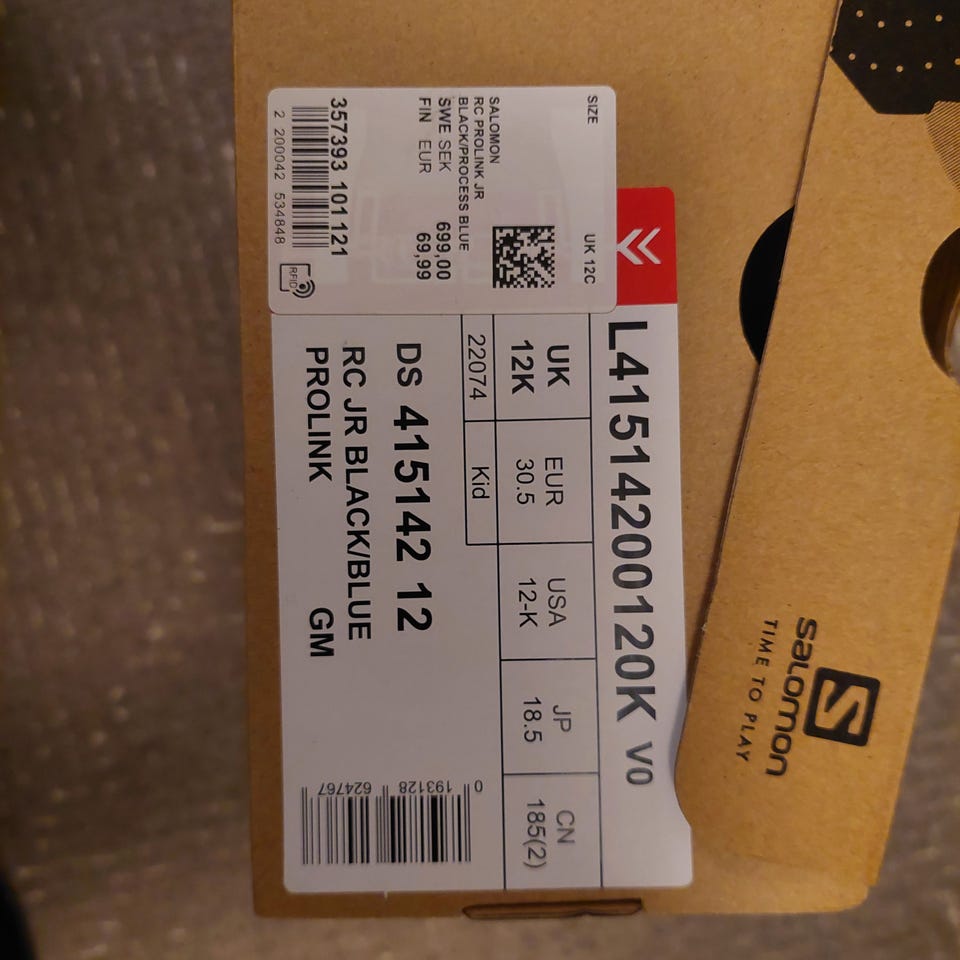 SIZE UK 12C
SALOMON
RC PROLINK JR
BLACK/PROCESS BLUE
SWE SEK 699,00
FIN EUR 69,99
357393 101121
2 200042 534848
RFID
L41514200120K V0
UK EUR USA JP CN
12K 30.5 12-K 18.5 185(2)
22074 Kid
DS 415142 12
RC JR BLACK/BLUE
PROLINK GM
0 193128 624767
S
salomon
TIME TO PLAY